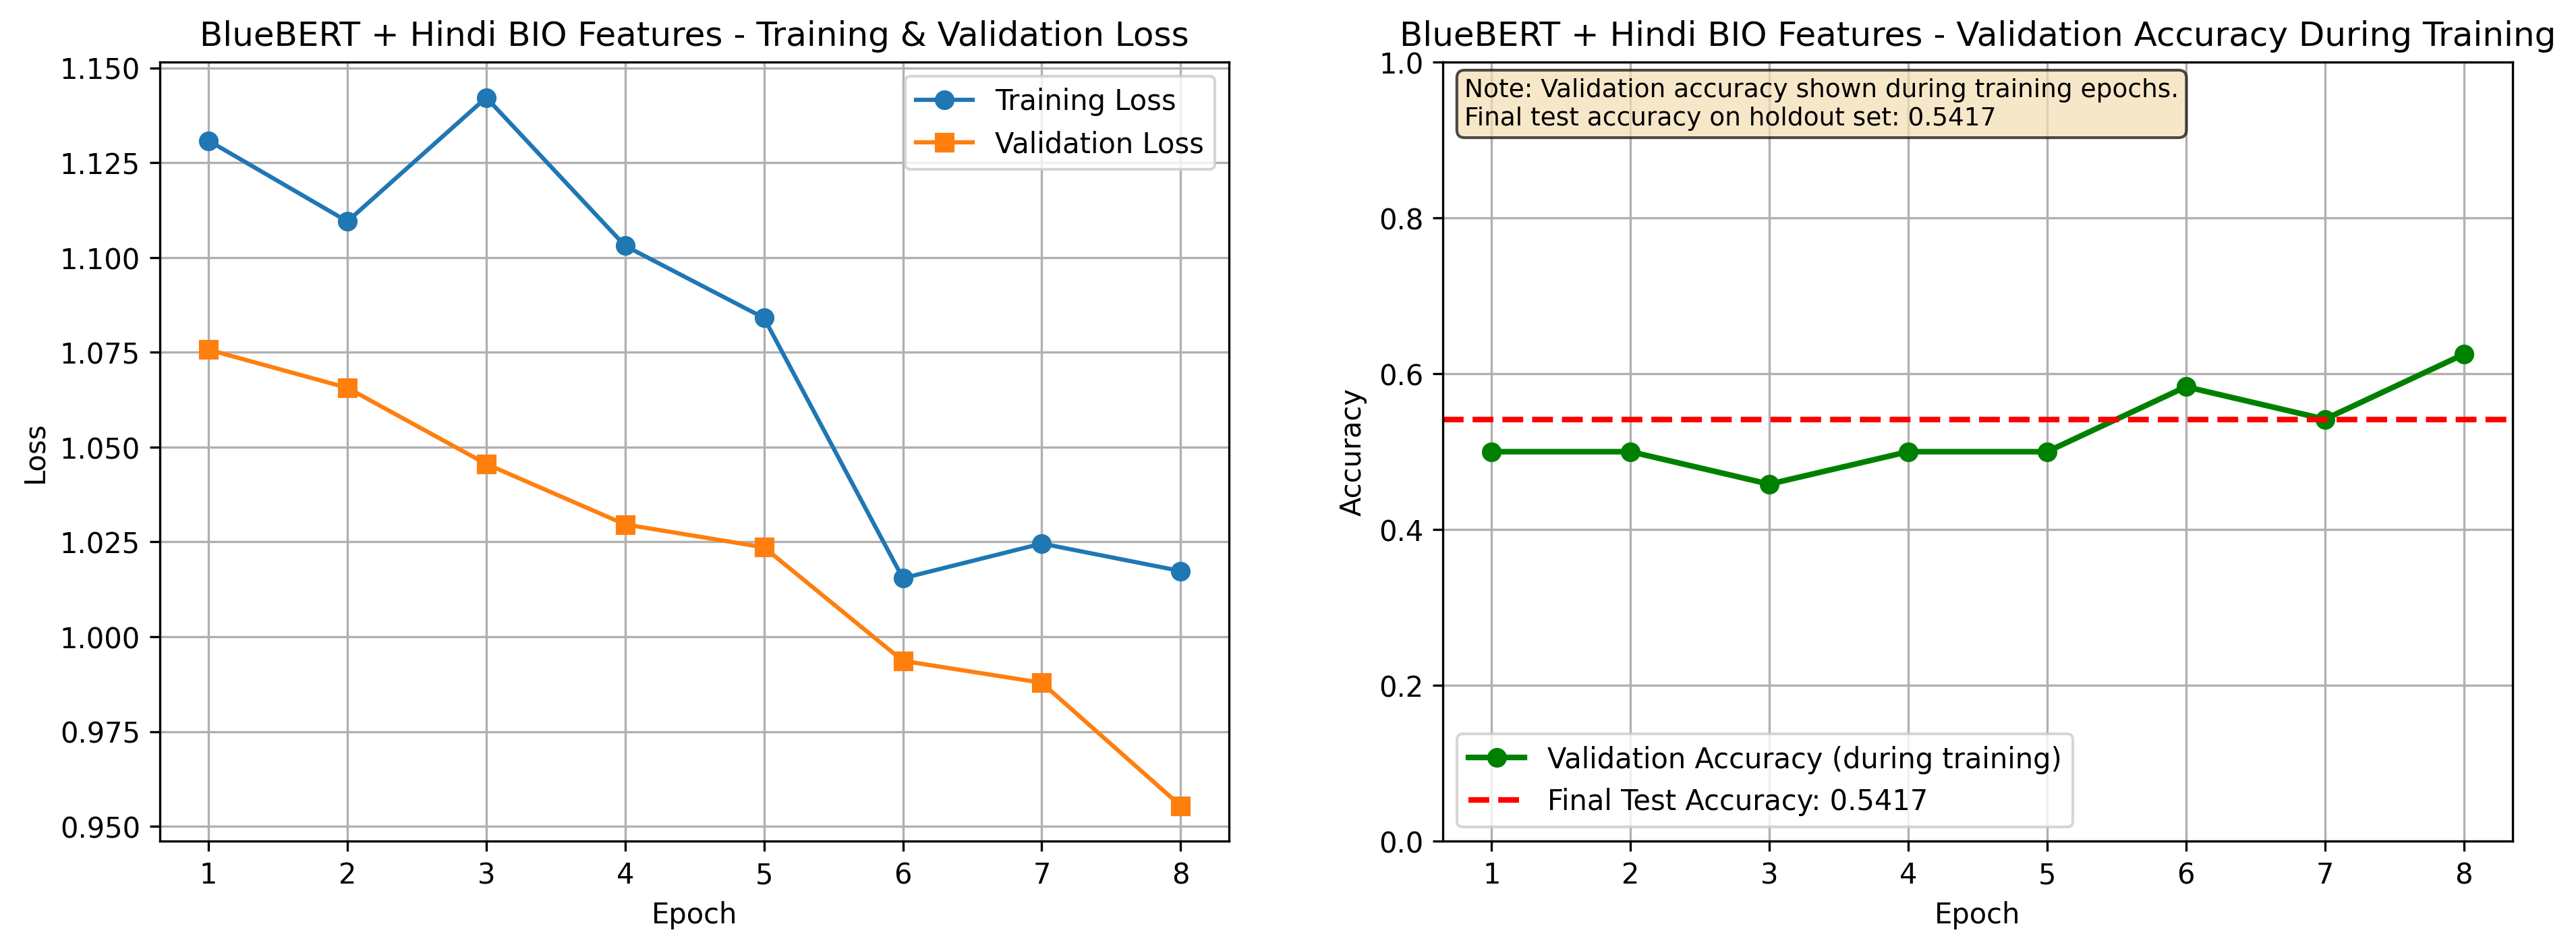 BlueBERT + Hindi BIO Features - Training & Validation Loss
1.150
1.125
1.100
1.075
1.050
1.025
1.000
0.975
0.950
Loss
Training Loss
Validation Loss
1 2 3 4 5 6 7 8
Epoch
BlueBERT + Hindi BIO Features - Validation Accuracy During Training
1.0
0.8
0.6
0.4
0.2
0.0
Accuracy
Note: Validation accuracy shown during training epochs.
Final test accuracy on holdout set: 0.5417
Validation Accuracy (during training)
Final Test Accuracy: 0.5417
1 2 3 4 5 6 7 8
Epoch